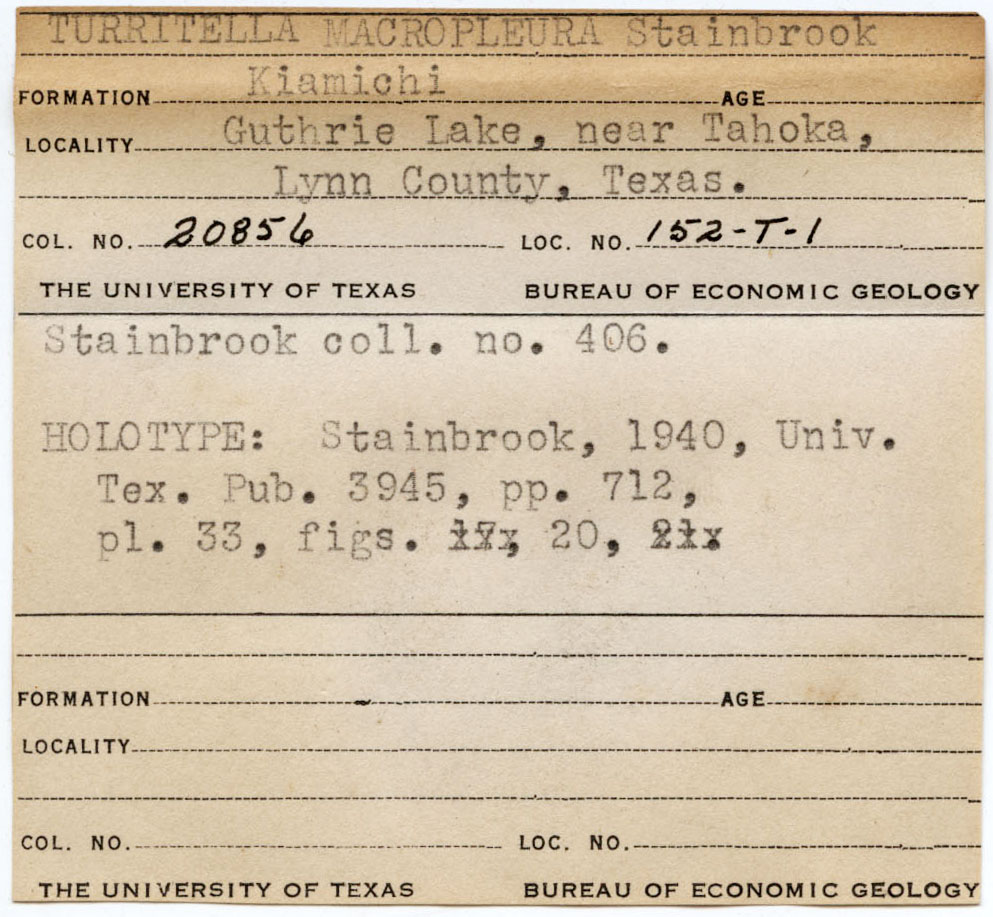 TURRITELLA MACROPLEURA Stainbrook
FORMATION Kiamichi AGE
LOCALITY Guthrie Lake, near Tahoka,
Lynn County, Texas.
COL. NO. 20856 LOC. NO. 152-T-1
THE UNIVERSITY OF TEXAS BUREAU OF ECONOMIC GEOLOGY
Stainbrook coll. no. 406.
HOLOTYPE: Stainbrook, 1940, Univ.
Tex. Pub. 3945, pp. 712,
pl. 33, figs. 20,
FORMATION AGE
LOCALITY
COL. NO. LOC. NO.
THE UNIVERSITY OF TEXAS BUREAU OF ECONOMIC GEOLOGY